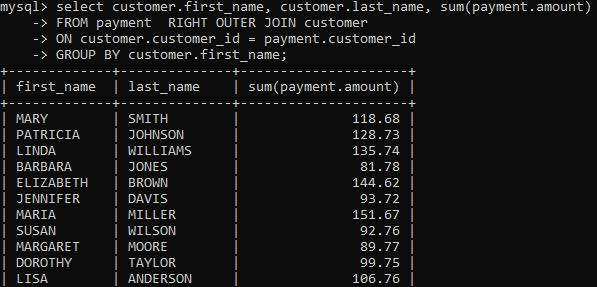 mysql> select customer.first_name, customer.last_name, sum(payment.amount)
    -> FROM payment  RIGHT OUTER JOIN customer
    -> ON customer.customer_id = payment.customer_id
    -> GROUP BY customer.first_name;
+-------------+-------------+---------------------+
| first_name  | last_name   | sum(payment.amount) |
+-------------+-------------+---------------------+
| MARY        | SMITH       |              118.68 |
| PATRICIA    | JOHNSON     |              128.73 |
| LINDA       | WILLIAMS    |              135.74 |
| BARBARA     | JONES       |               81.78 |
| ELIZABETH   | BROWN       |              144.62 |
| JENNIFER    | DAVIS       |               93.72 |
| MARIA       | MILLER      |              151.67 |
| SUSAN       | WILSON      |               92.76 |
| MARGARET    | MOORE       |               89.77 |
| DOROTHY     | TAYLOR      |               99.75 |
| LISA        | ANDERSON    |              106.76 |